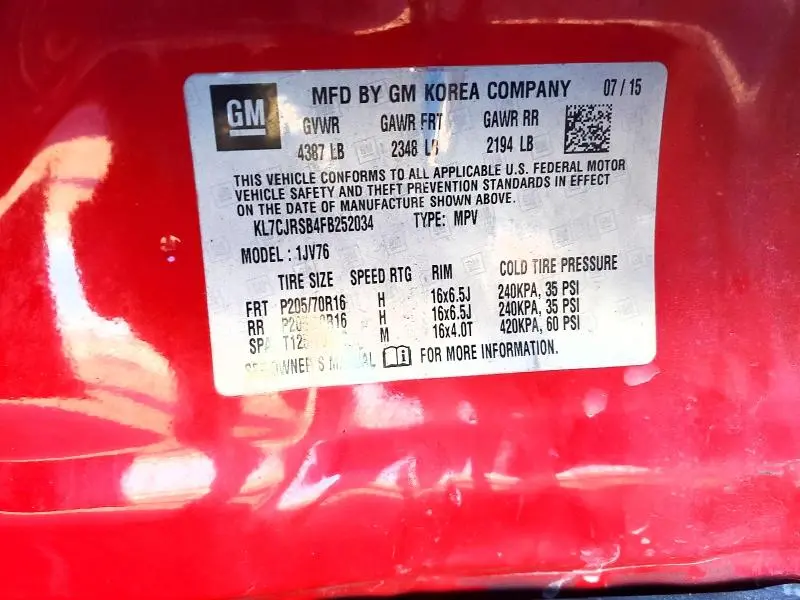 GM MFD BY GM KOREA COMPANY 07/15
GVWR GAWR FRT GAWR RR
4387 LB 2348 LB 2194 LB
THIS VEHICLE CONFORMS TO ALL APPLICABLE U.S. FEDERAL MOTOR
VEHICLE SAFETY AND THEFT PREVENTION STANDARDS IN EFFECT
ON THE DATE OF MANUFACTURE SHOWN ABOVE.
KL7CJRSB4FB252034 TYPE: MPV
MODEL: 1JV76
TIRE SIZE SPEED RTG RIM COLD TIRE PRESSURE
FRT P205/70R16 H 16x6.5J 240KPA, 35 PSI
RR H 16x6.5J 240KPA, 35 PSI
M 16x4.0T 420KPA, 60 PSI
OWNER'S MANUAL FOR MORE INFORMATION.